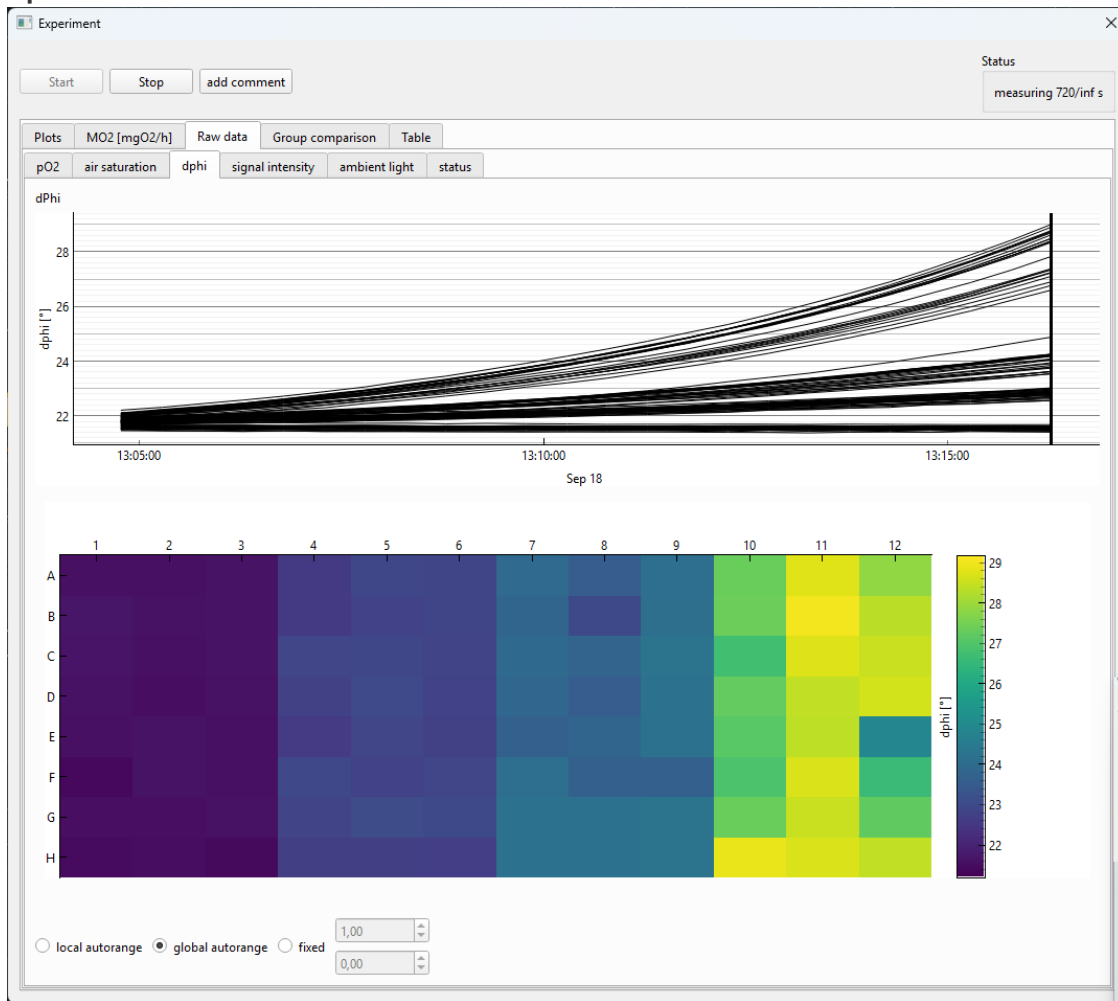 Experiment
Status
Start Stop add comment
measuring 720/inf s
Plots MO2 [mgO2/h] Raw data Group comparison Table
pO2 air saturation dphi signal intensity ambient light status
dPhi
28
26
24
22
dphi [°]
13:05:00 13:10:00 13:15:00
Sep 18
1 2 3 4 5 6 7 8 9 10 11 12
A
B
C
D
E
F
G
H
29
28
27
26
25
24
23
22
dphi [°]
local autorange global autorange fixed
1,00
0,00